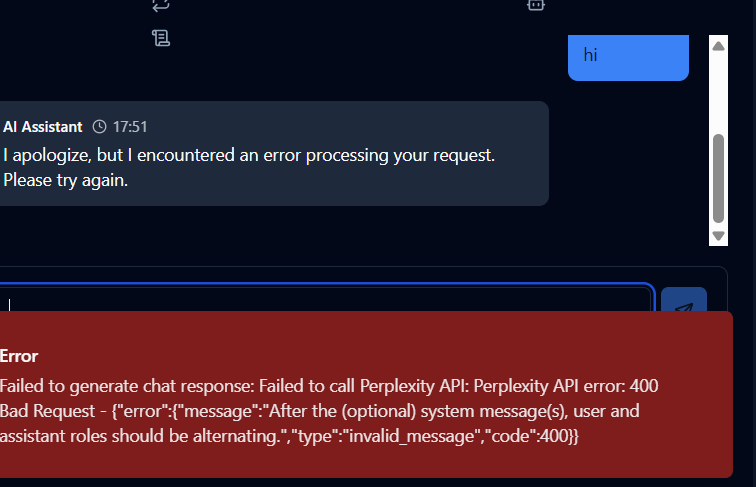 hi
AI Assistant 17:51
I apologize, but I encountered an error processing your request.
Please try again.
Error
Failed to generate chat response: Failed to call Perplexity API: Perplexity API error: 400
Bad Request - {"error":{"message":"After the (optional) system message(s), user and
assistant roles should be alternating.","type":"invalid_message","code":400}}